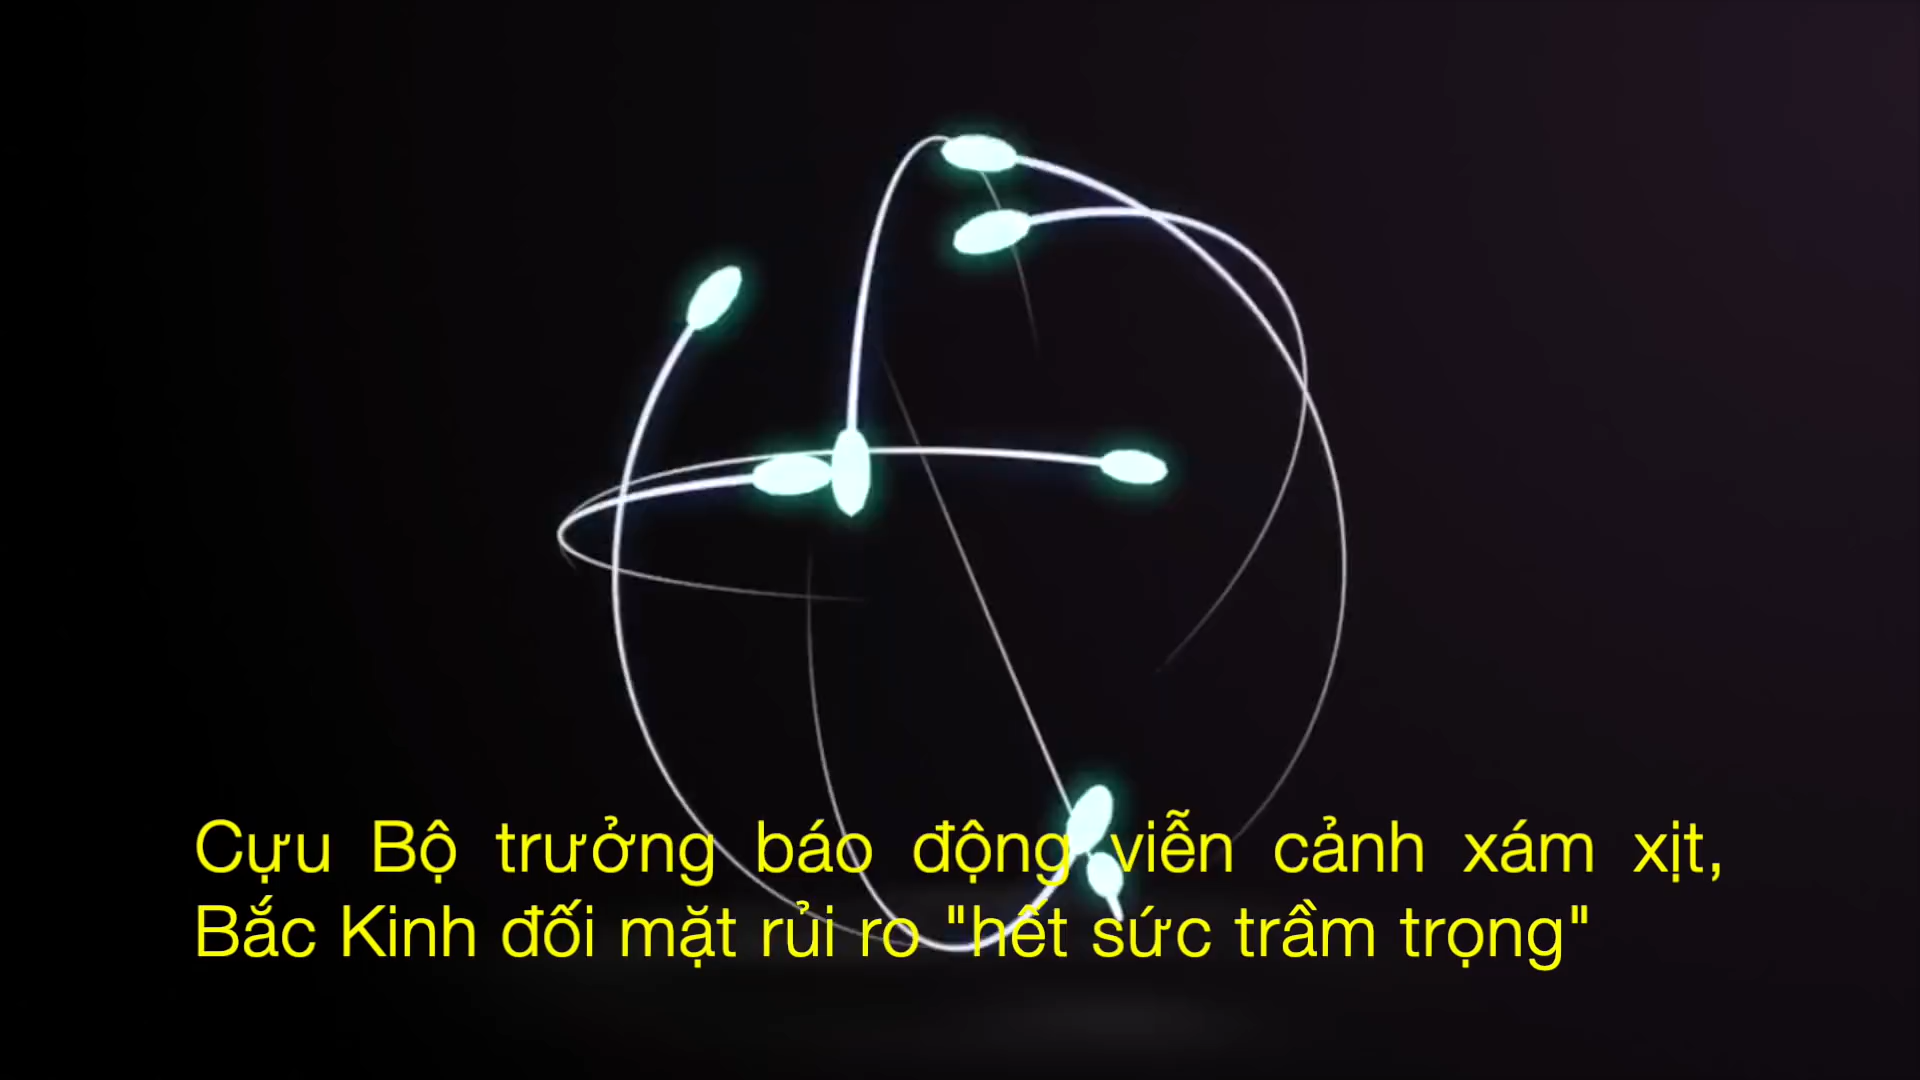 Cựu Bộ trưởng báo động viễn cảnh xám xịt,
Bắc Kinh đối mặt rủi ro "hết sức trầm trọng"